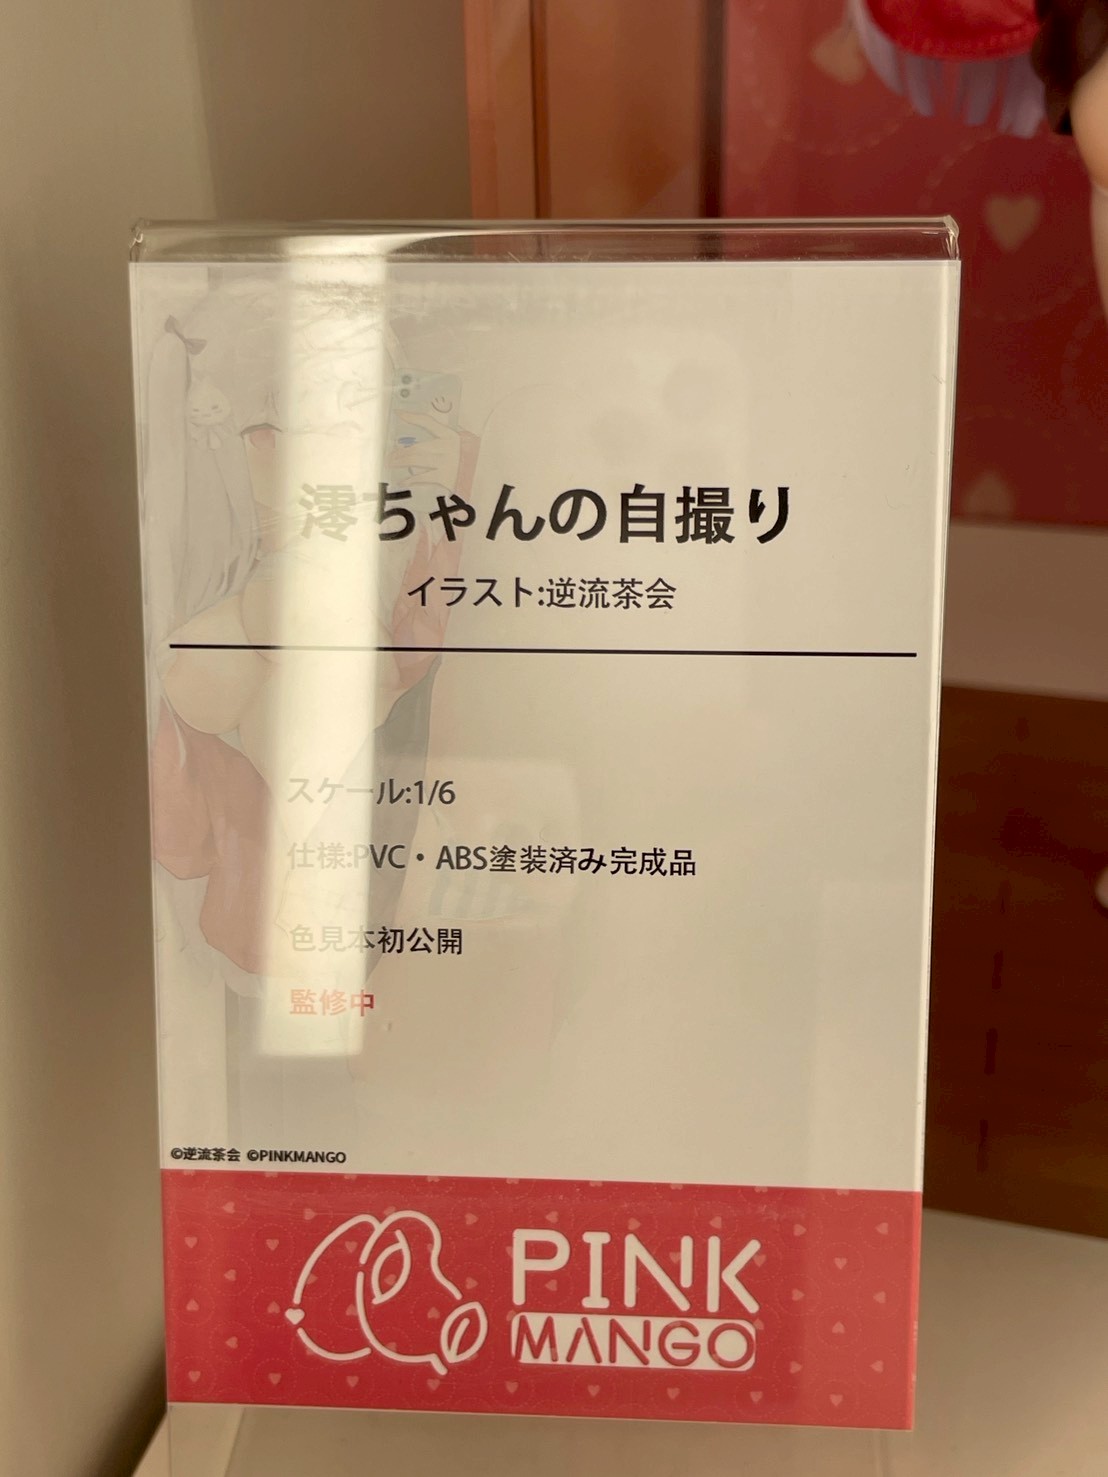 澪ちゃんの自撮り
イラスト:逆流茶会
スケール:1/6
仕様:PVC・ABS塗装済み完成品
色見本初公開
監修中
©逆流茶会 ©PINKMANGO
PINK
MANGO